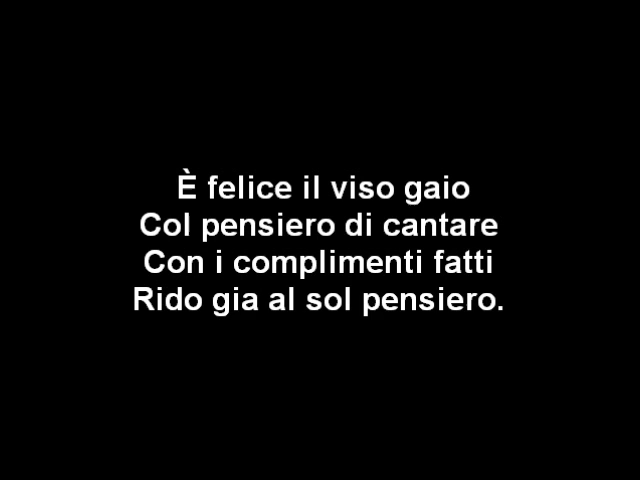 È felice il viso gaio
Col pensiero di cantare
Con i complimenti fatti
Rido gia al sol pensiero.